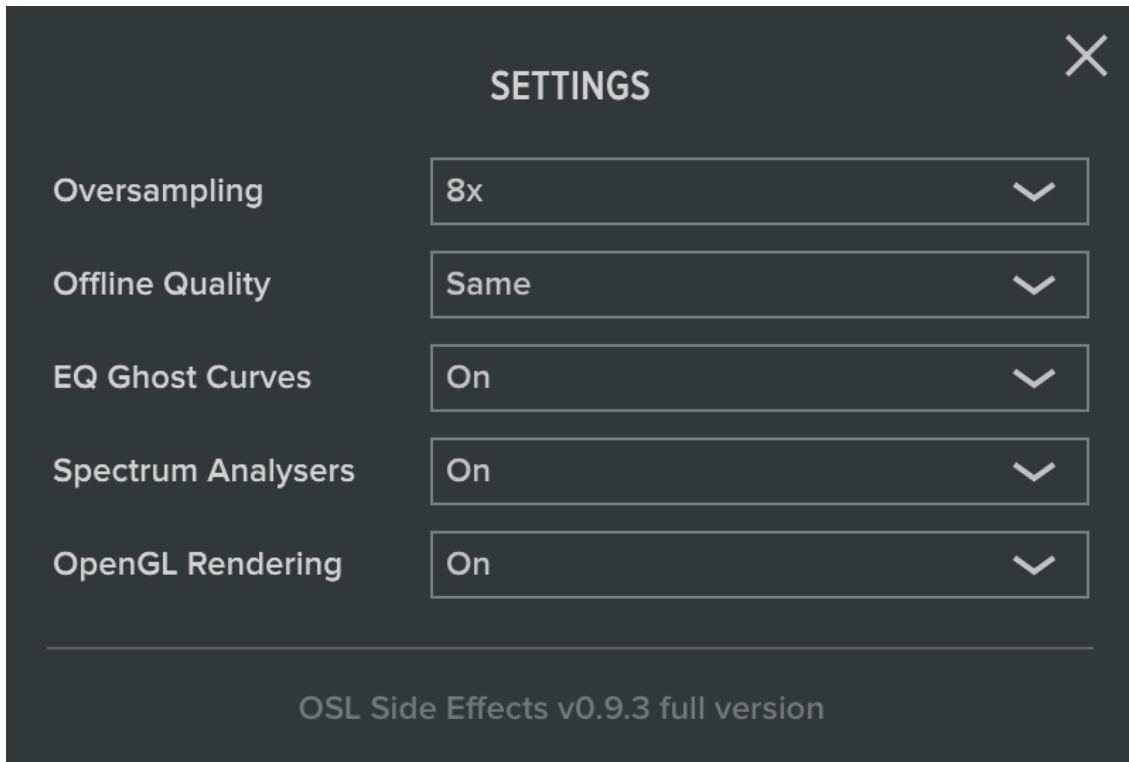 SETTINGS
Oversampling 8x
Offline Quality Same
EQ Ghost Curves On
Spectrum Analysers On
OpenGL Rendering On
OSL Side Effects v0.9.3 full version